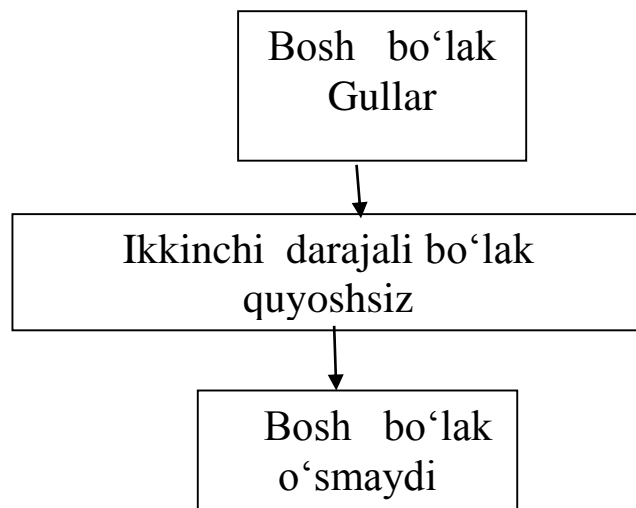 Bosh bo‘lak
Gullar
Ikkinchi darajali bo‘lak
quyoshsiz
Bosh bo‘lak
o‘smaydi